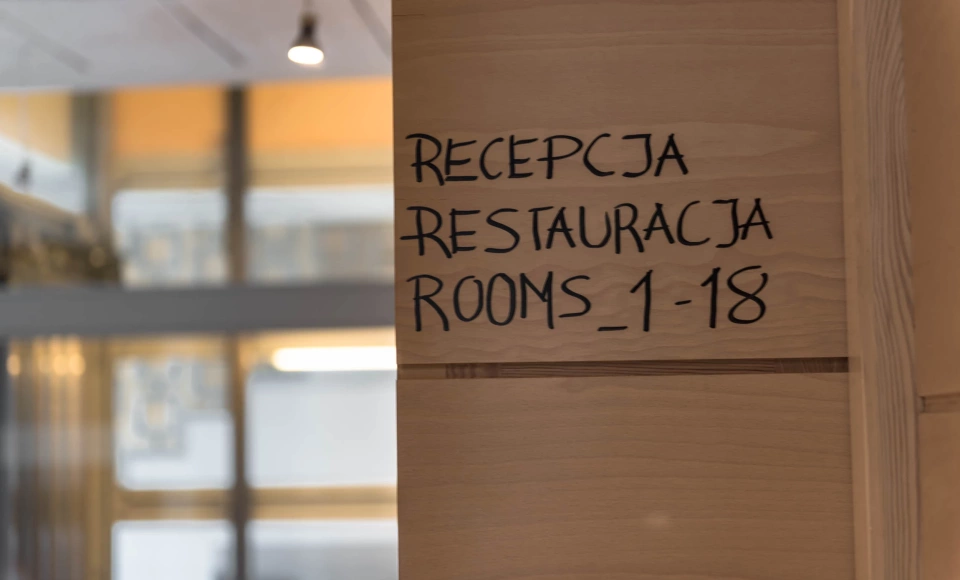 RECEPCJA
RESTAURACJA
ROOMS_1-18